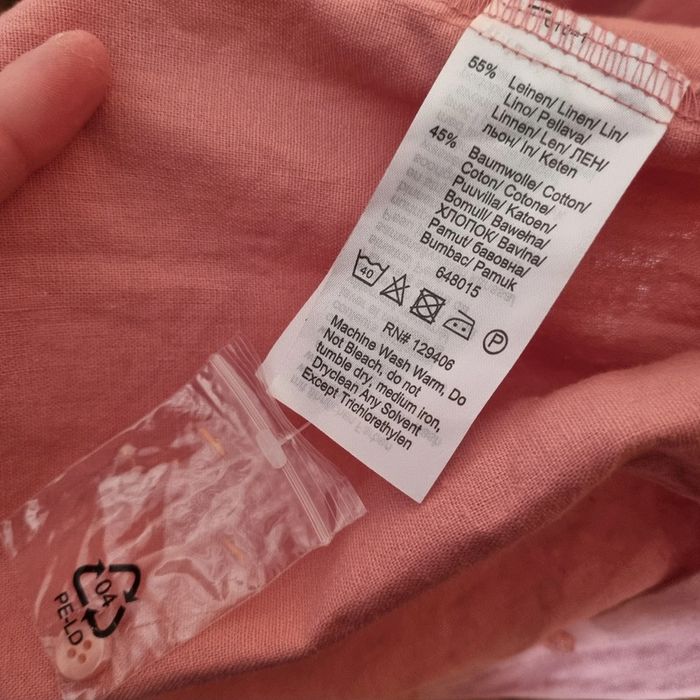 55% Leinen/ Linen/ Lin/
Lino/ Pellava/
Linnen/ Len/ ЛЕН/
льон/ In/ Keten
45% Baumwolle/ Cotton/
Coton/ Cotone/
Puuvilla/ Katoen/
Bomull/ Bawełna/
ХЛОПОК/ Bavlna/
Pamut/ бавовна/
Bumbac/ Pamuk
648015
40
P
RN# 129406
Machine Wash Warm, Do
Not Bleach, do not
tumble dry, medium iron,
Dryclean Any Solvent
Except Trichlorethylen
04
PE-LD